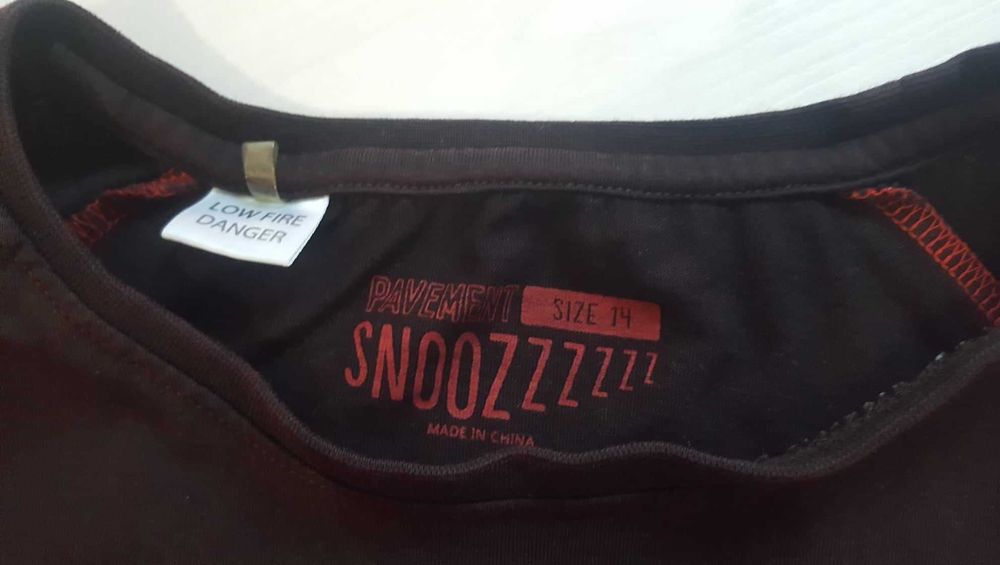 LOW FIRE
DANGER
PAVEMENT SIZE 14
SNOOZZZZZZ
MADE IN CHINA